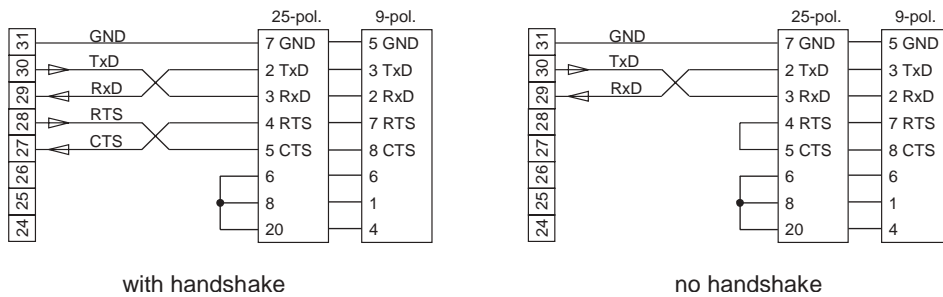 25-pol. 9-pol.
31 GND 7 GND 5 GND
30 TxD 2 TxD 3 TxD
29 RxD 3 RxD 2 RxD
28 RTS 4 RTS 7 RTS
27 CTS 5 CTS 8 CTS
26 6 6
25 8 1
24 20 4
with handshake
25-pol. 9-pol.
31 GND 7 GND 5 GND
30 TxD 2 TxD 3 TxD
29 RxD 3 RxD 2 RxD
28 4 RTS 7 RTS
27 5 CTS 8 CTS
26 6 6
25 8 1
24 20 4
no handshake